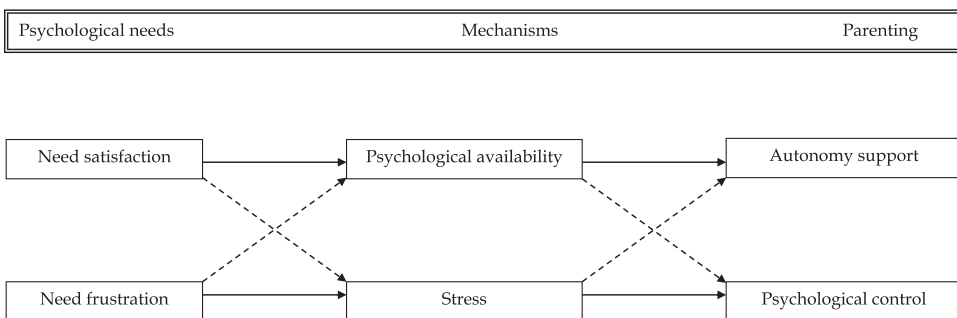 Psychological needs Mechanisms Parenting
Need satisfaction Psychological availability Autonomy support
Need frustration Stress Psychological control